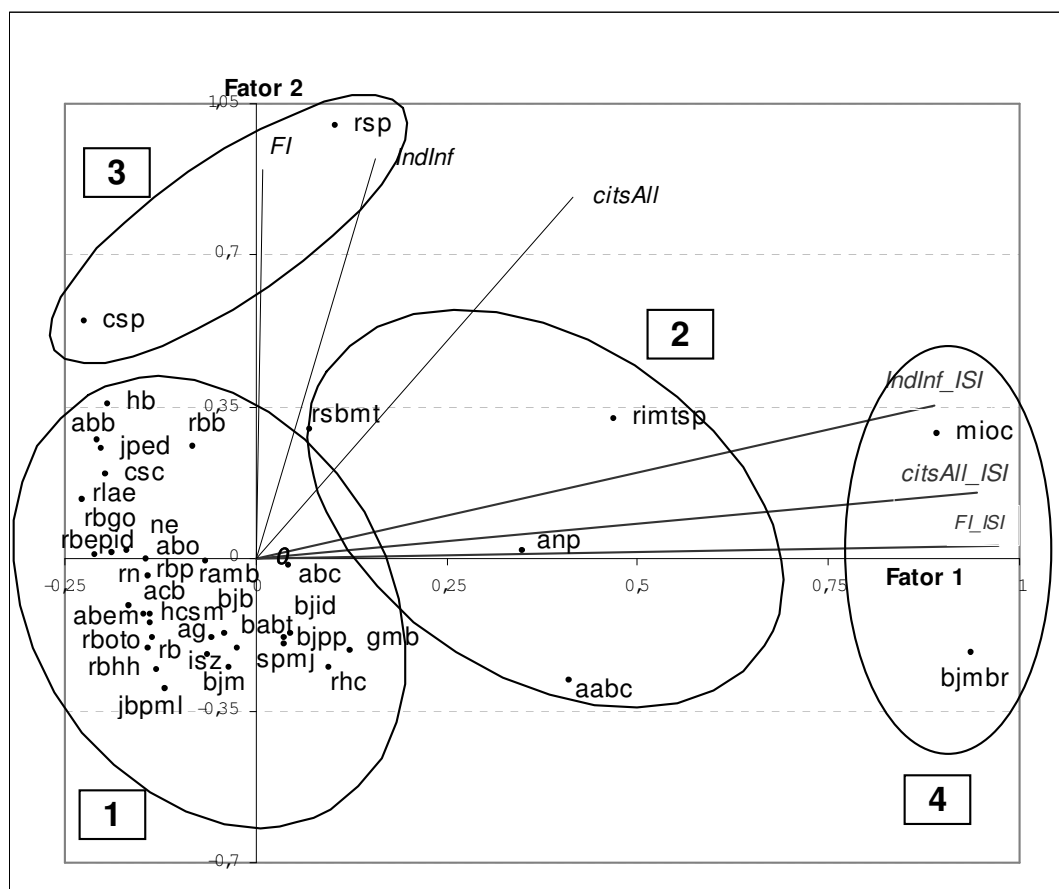 Fator 2
1,05
rsp
FI
IndInf
3
citsAll
0,7
csp
2
IndInf_ISI
hb
0,35
abb
rbb
rsbmt
rimtsp
mioc
jped
csc
citsAll_ISI
rlae
rbgo
ne
FI_ISI
rbepid
abo
anp
0
0
rn
rbp
ramb
abc
Fator 1
-0,25
0,25
0,5
0,75
1
acb
bjb
bjid
abem
hcsm
rboto
ag
babt
bjpp
gmb
rb
rbhh
isz
spmj
bjm
rhc
aabc
bjmbr
jbpml
-0,35
1
4
-0,7